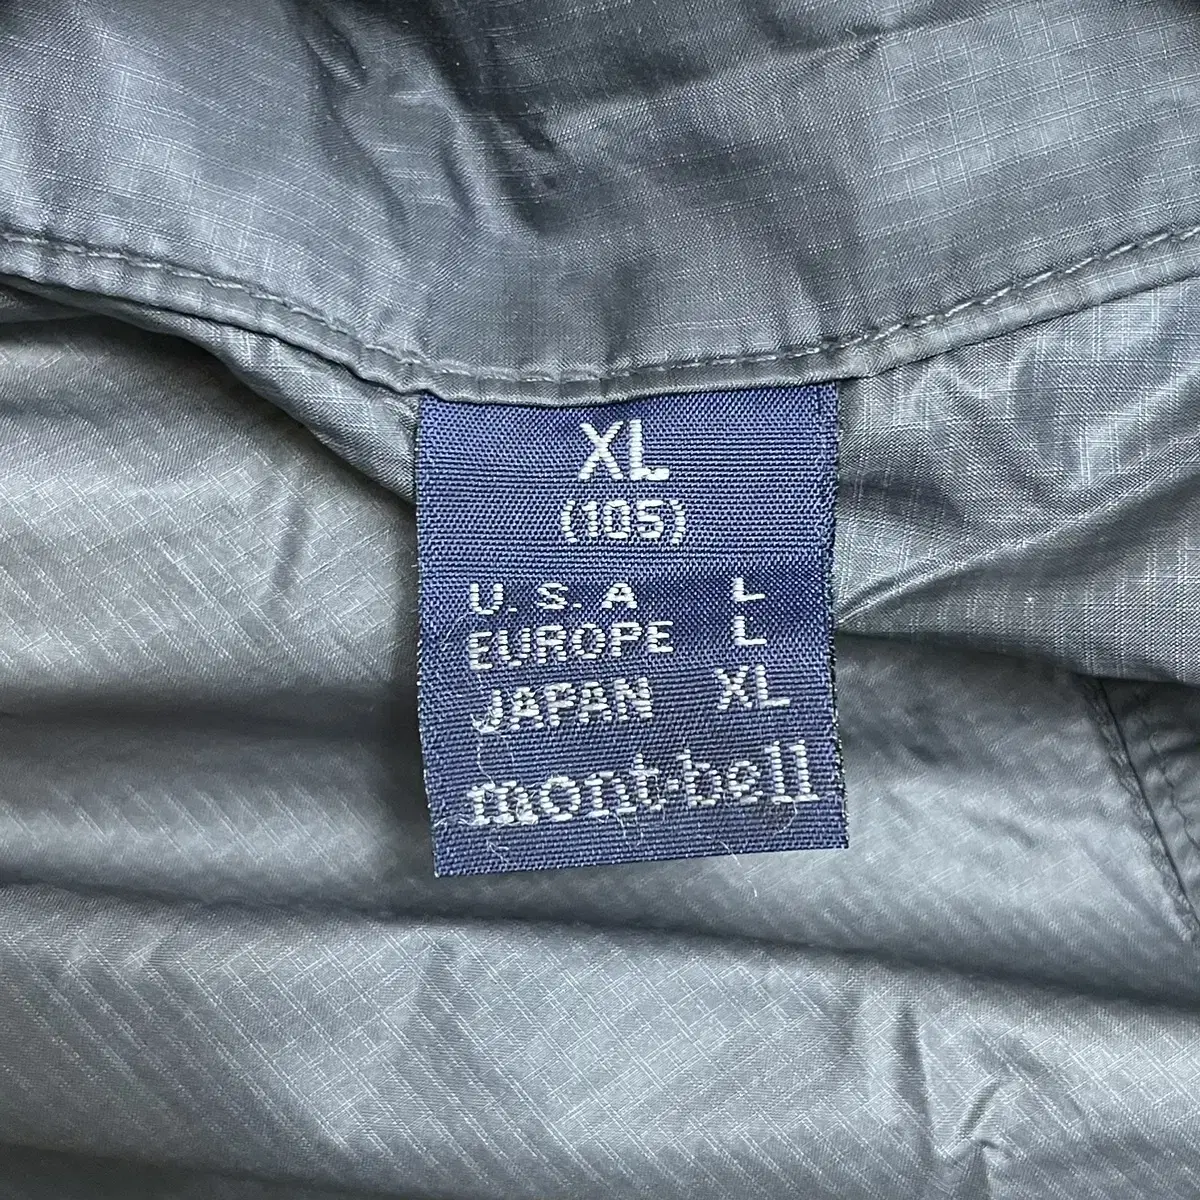 XL
(105)
U.S.A L
EUROPE L
JAPAN XL
mont-bell